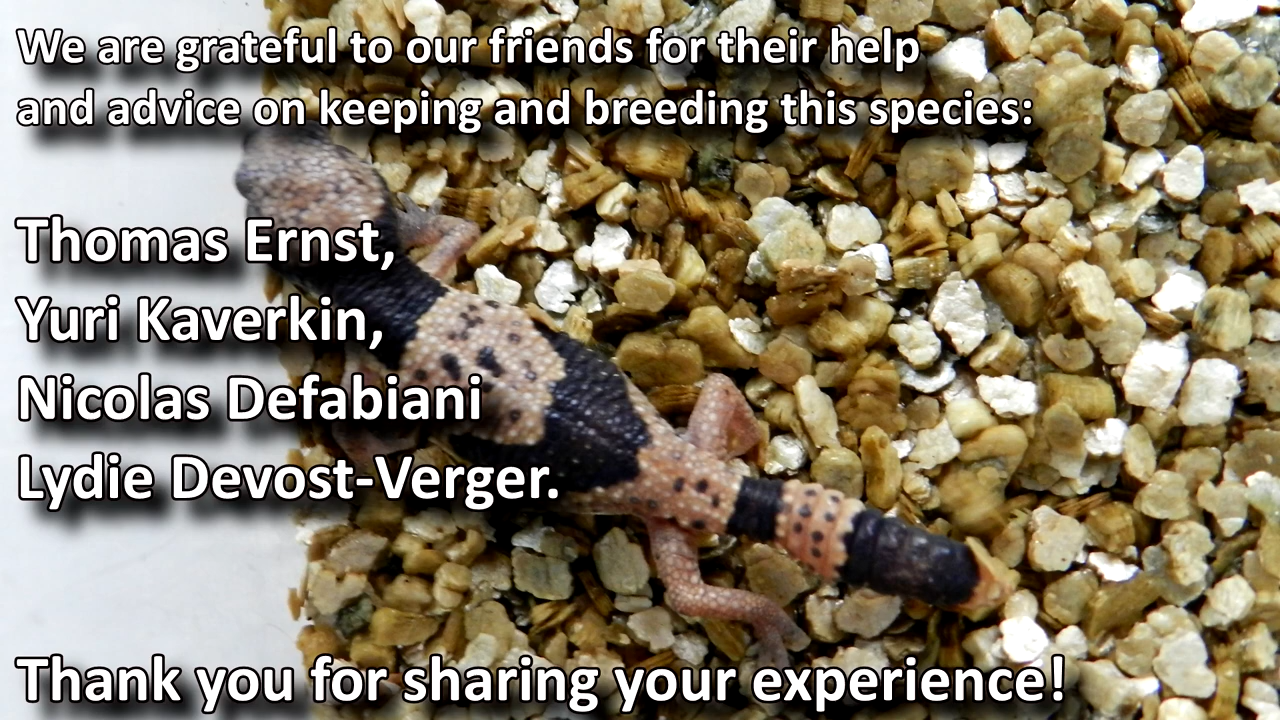 We are grateful to our friends for their help
and advice on keeping and breeding this species:
Thomas Ernst,
Yuri Kaverkin,
Nicolas Defabiani
Lydie Devost-Verger.
Thank you for sharing your experience!